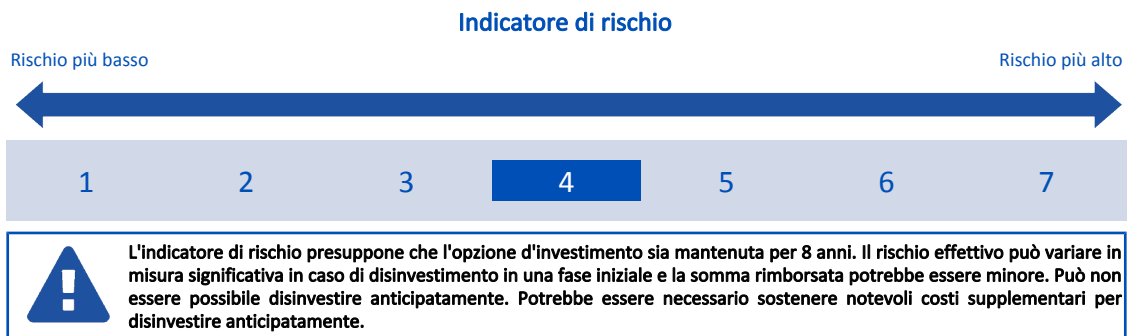 Indicatore di rischio
Rischio più basso
Rischio più alto
1 2 3 4 5 6 7
L'indicatore di rischio presuppone che l'opzione d'investimento sia mantenuta per 8 anni. Il rischio effettivo può variare in
misura significativa in caso di disinvestimento in una fase iniziale e la somma rimborsata potrebbe essere minore. Può non
essere possibile disinvestire anticipatamente. Potrebbe essere necessario sostenere notevoli costi supplementari per
disinvestire anticipatamente.